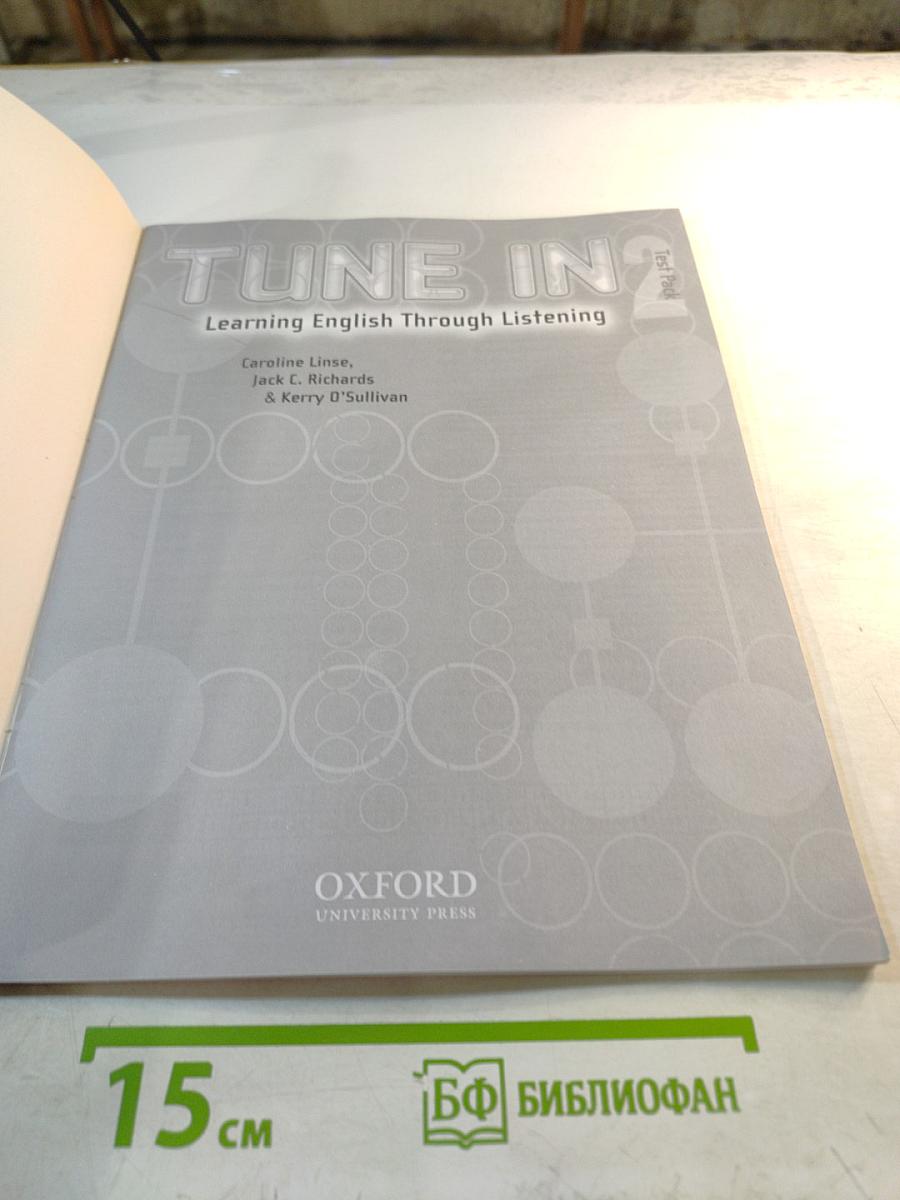 TUNE IN 2
Test Pack
Learning English Through Listening
Caroline Linse,
Jack C. Richards
& Kerry O'Sullivan
OXFORD
UNIVERSITY PRESS
15 см
БФ БИБЛИОФАН